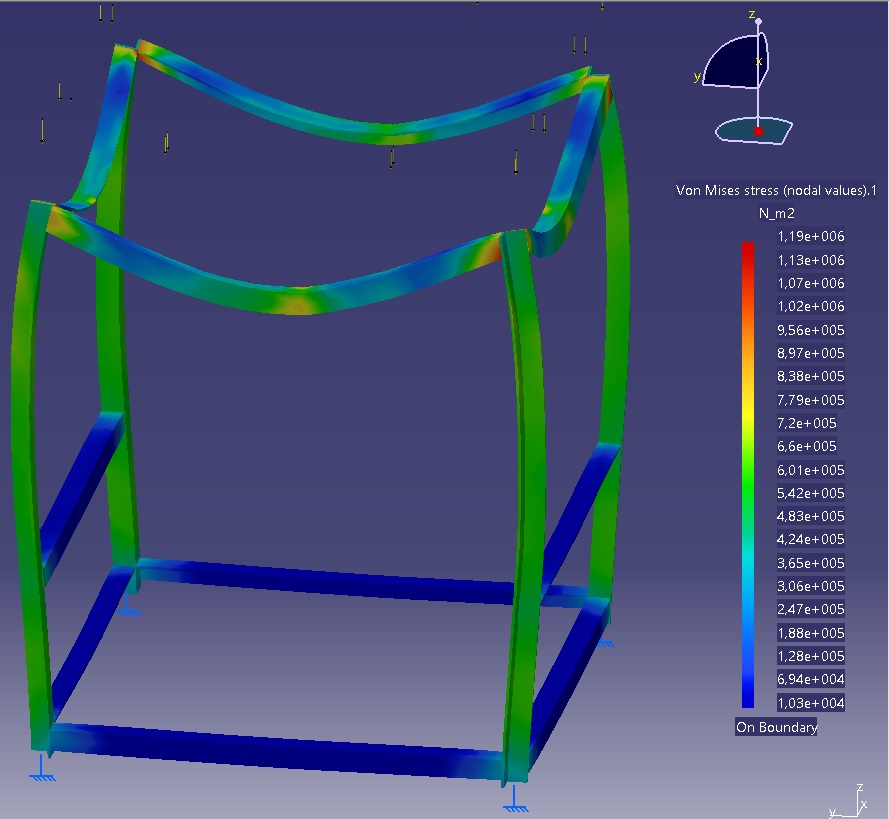 z
x
y
Von Mises stress (nodal values).1
N_m2
1,19e+006
1,13e+006
1,07e+006
1,02e+006
9,56e+005
8,97e+005
8,38e+005
7,79e+005
7,2e+005
6,6e+005
6,01e+005
5,42e+005
4,83e+005
4,24e+005
3,65e+005
3,06e+005
2,47e+005
1,88e+005
1,28e+005
6,94e+004
1,03e+004
On Boundary
z
x
y